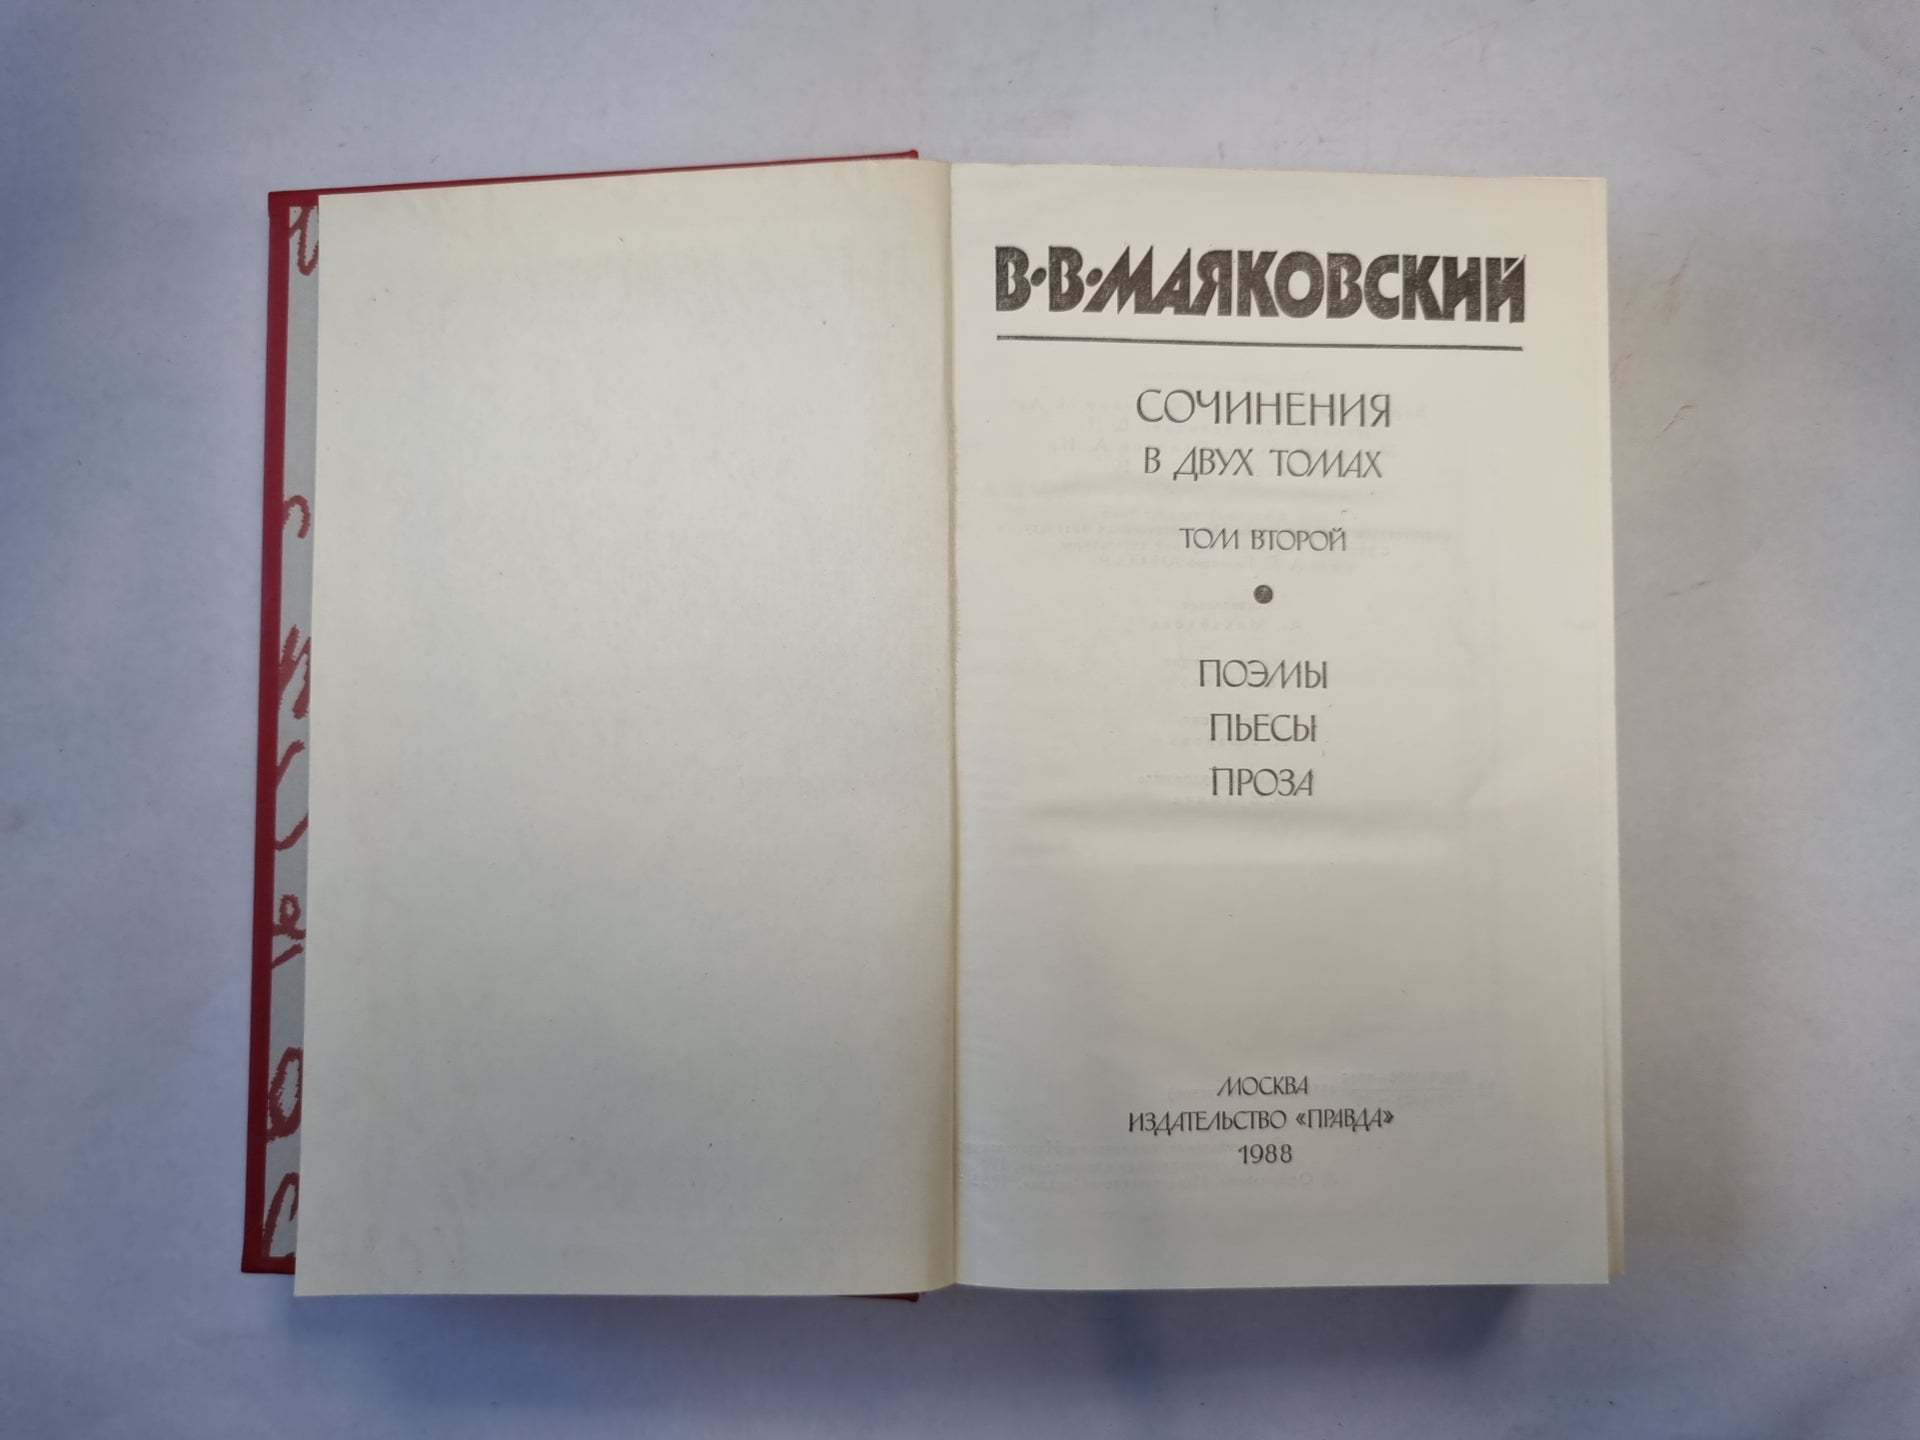 В·В·МАЯКОВСКИЙ
СОЧИНЕНИЯ
В ДВУХ ТОМАХ
ТОМ ВТОРОЙ
ПОЭМЫ
ПЬЕСЫ
ПРОЗА
МОСКВА
ИЗДАТЕЛЬСТВО «ПРАВДА»
1988